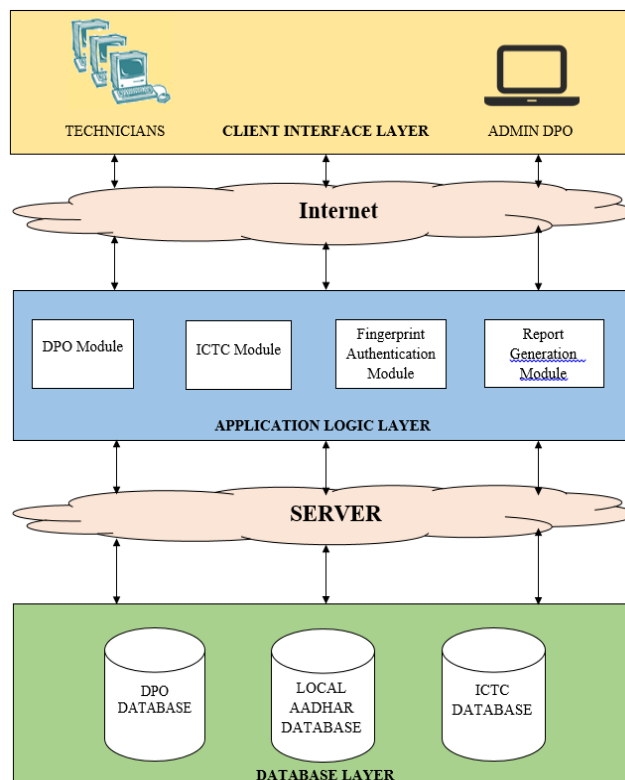 TECHNICIANS
CLIENT INTERFACE LAYER
ADMIN DPO
Internet
DPO Module
ICTC Module
Fingerprint
Authentication
Module
Report
Generation
Module
APPLICATION LOGIC LAYER
SERVER
DPO
DATABASE
LOCAL
AADHAR
DATABASE
ICTC
DATABASE
DATABASE LAYER